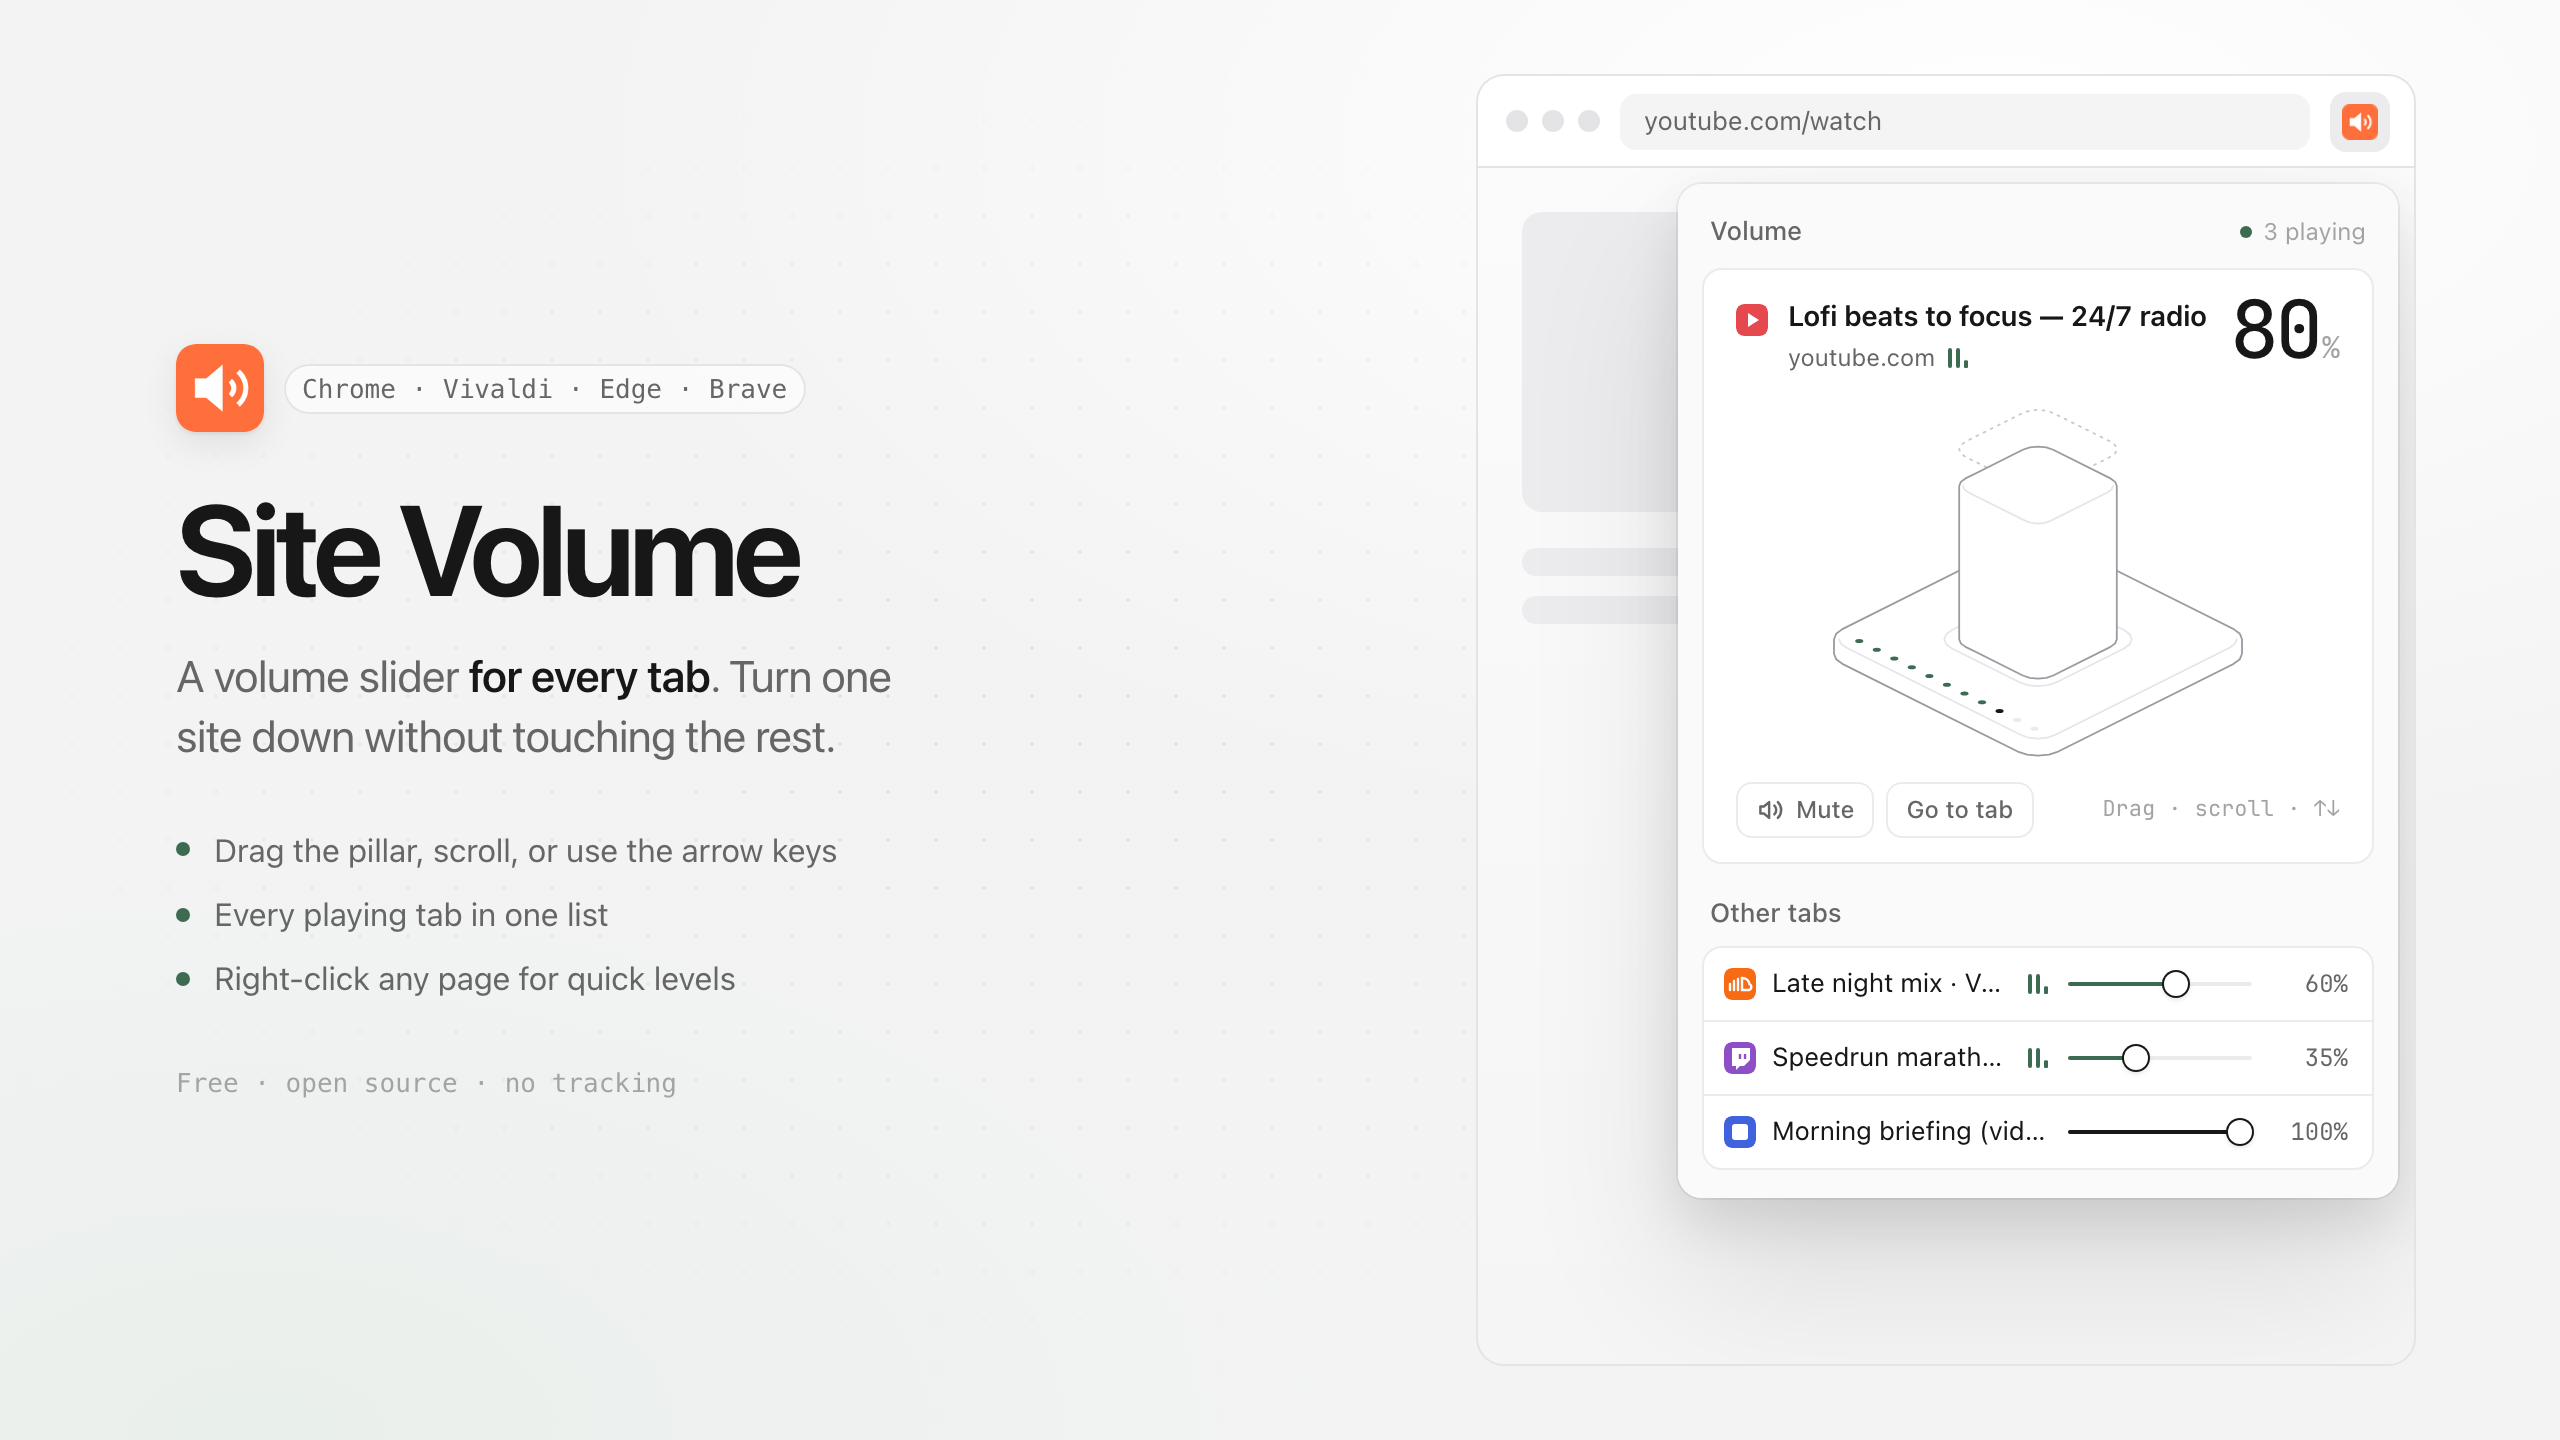 Chrome · Vivaldi · Edge · Brave
Site Volume
A volume slider for every tab. Turn one
site down without touching the rest.
Drag the pillar, scroll, or use the arrow keys
Every playing tab in one list
Right-click any page for quick levels
Free · open source · no tracking
youtube.com/watch
Volume
3 playing
Lofi beats to focus — 24/7 radio
80%
youtube.com
Mute
Go to tab
Drag · scroll · ↑↓
Other tabs
Late night mix · V... 60%
Speedrun marath... 35%
Morning briefing (vid... 100%